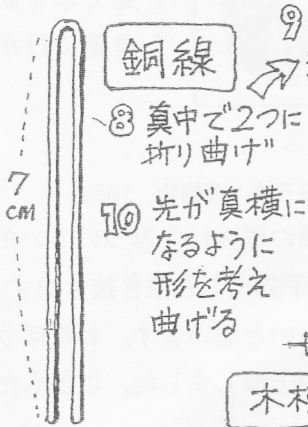 ⑨
銅線
⑧ 真中で2つに
折り曲げ
7
CM
⑩ 先が真横に
なるように
形を考え
曲げる
木